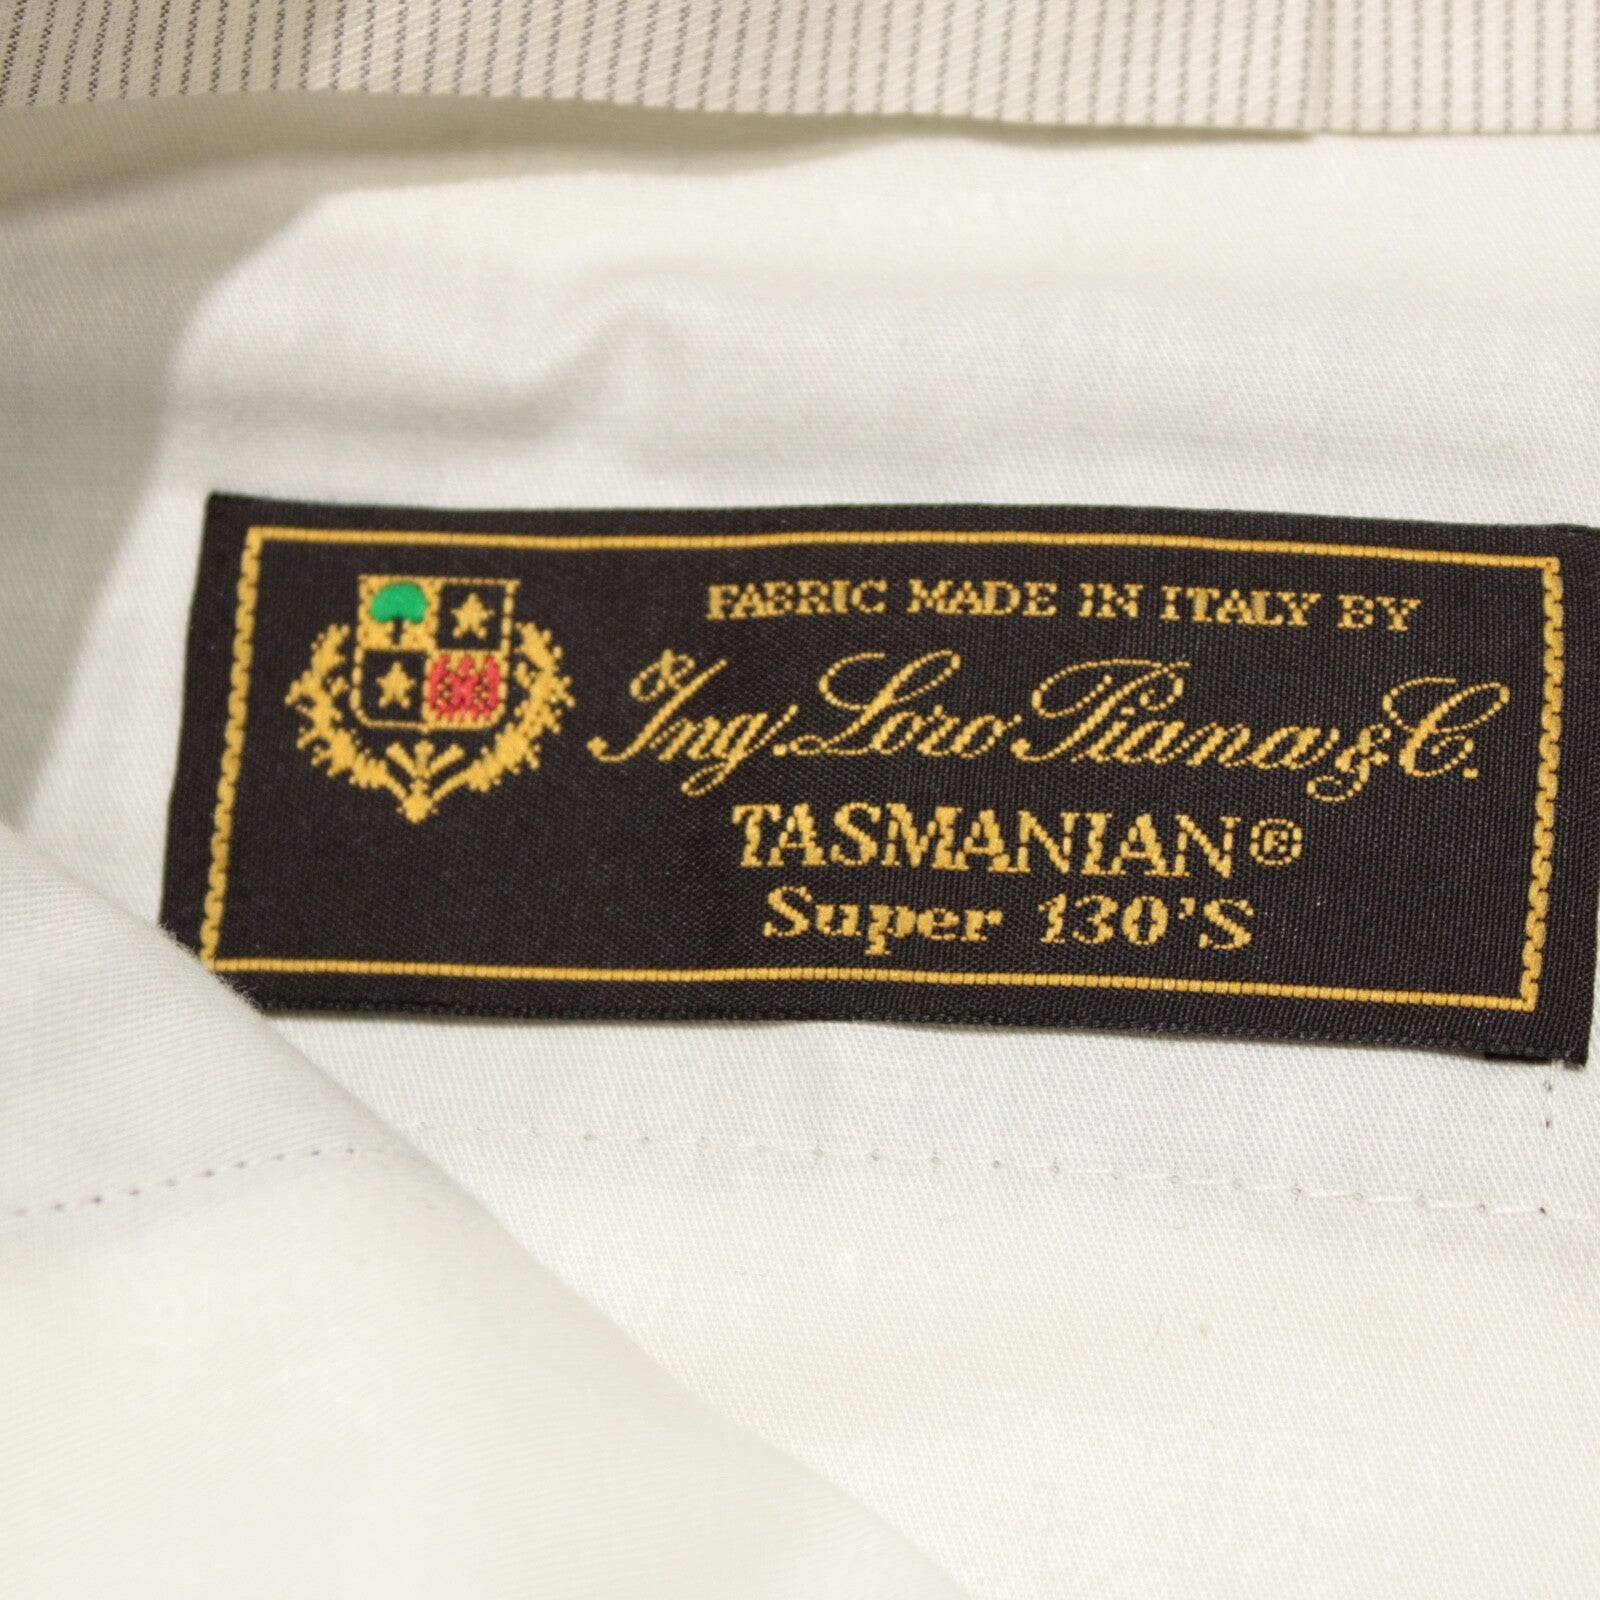 FABRIC MADE IN ITALY BY
Ing. Loro Piana & C.
TASMANIAN®
Super 130'S